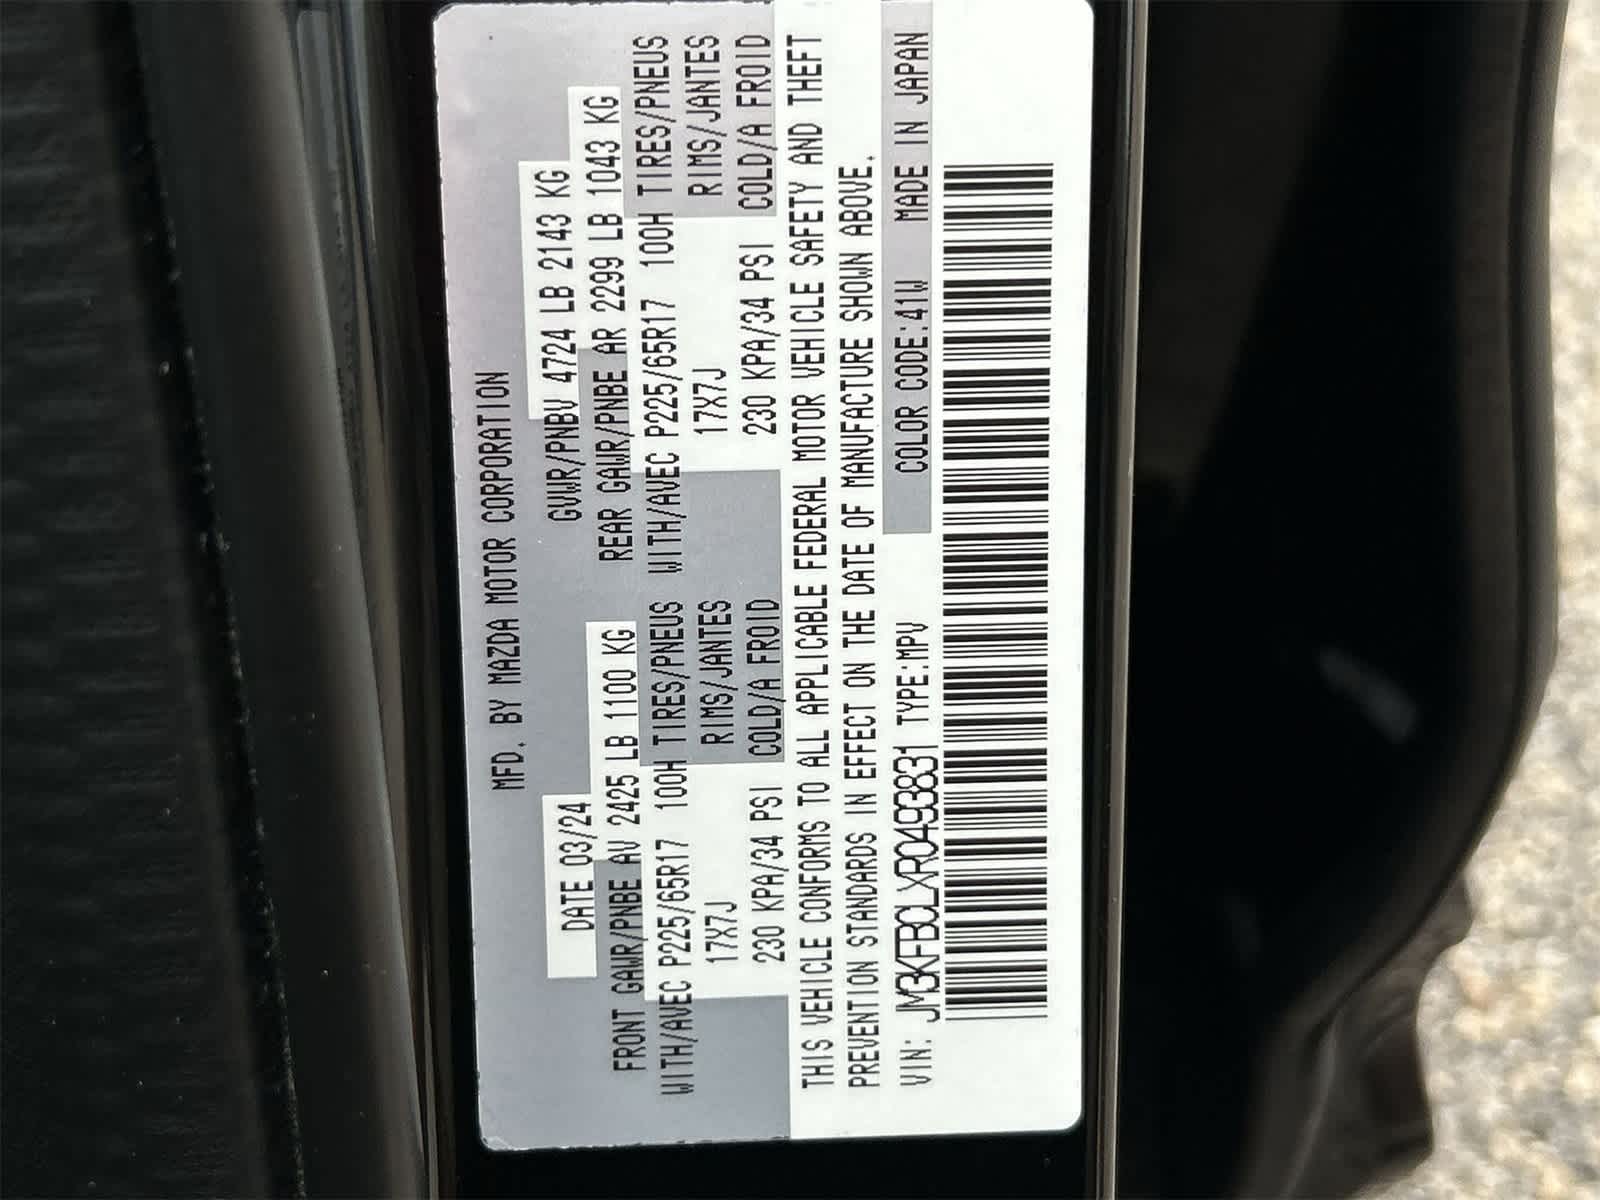 MFD. BY MAZDA MOTOR CORPORATION
DATE 03/24 GVWR/PNBV 4724 LB 2143 KG
FRONT GAWR/PNBE AV 2425 LB 1100 KG REAR GAWR/PNBE AR 2299 LB 1043 KG
WITH/AVEC P225/65R17 100H TIRES/PNEUS WITH/AVEC P225/65R17 100H TIRES/PNEUS
17X7J RIMS/JANTES 17X7J RIMS/JANTES
230 KPA/34 PSI COLD/A FROID 230 KPA/34 PSI COLD/A FROID
THIS VEHICLE CONFORMS TO ALL APPLICABLE FEDERAL MOTOR VEHICLE SAFETY AND THEFT
PREVENTION STANDARDS IN EFFECT ON THE DATE OF MANUFACTURE SHOWN ABOVE.
VIN: JM3KFBCLXR0493831 TYPE:MPV COLOR CODE:41W MADE IN JAPAN